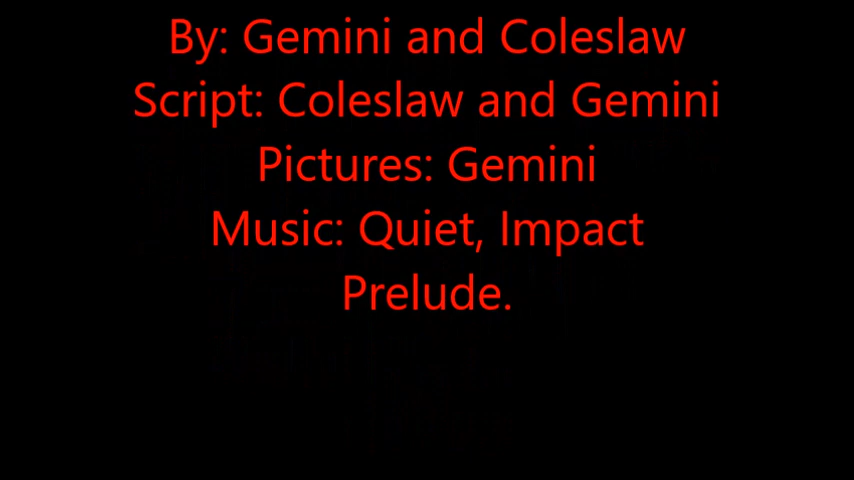 By: Gemini and Coleslaw
Script: Coleslaw and Gemini
Pictures: Gemini
Music: Quiet, Impact
Prelude.